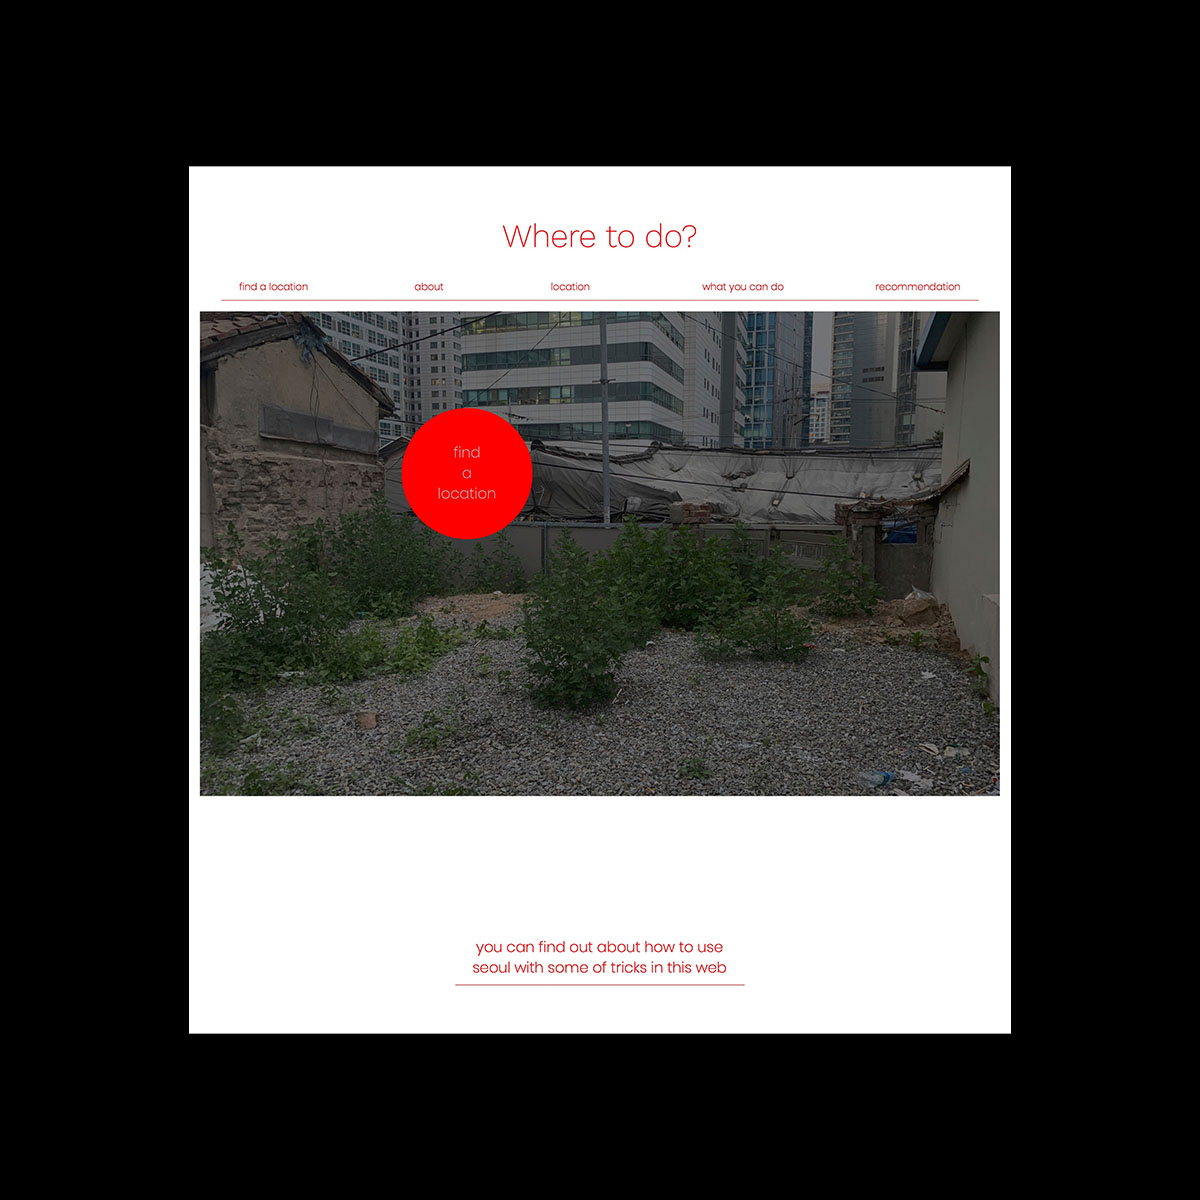 Where to do?
find a location about location what you can do recommendation
find
a
location
you can find out about how to use
seoul with some of tricks in this web